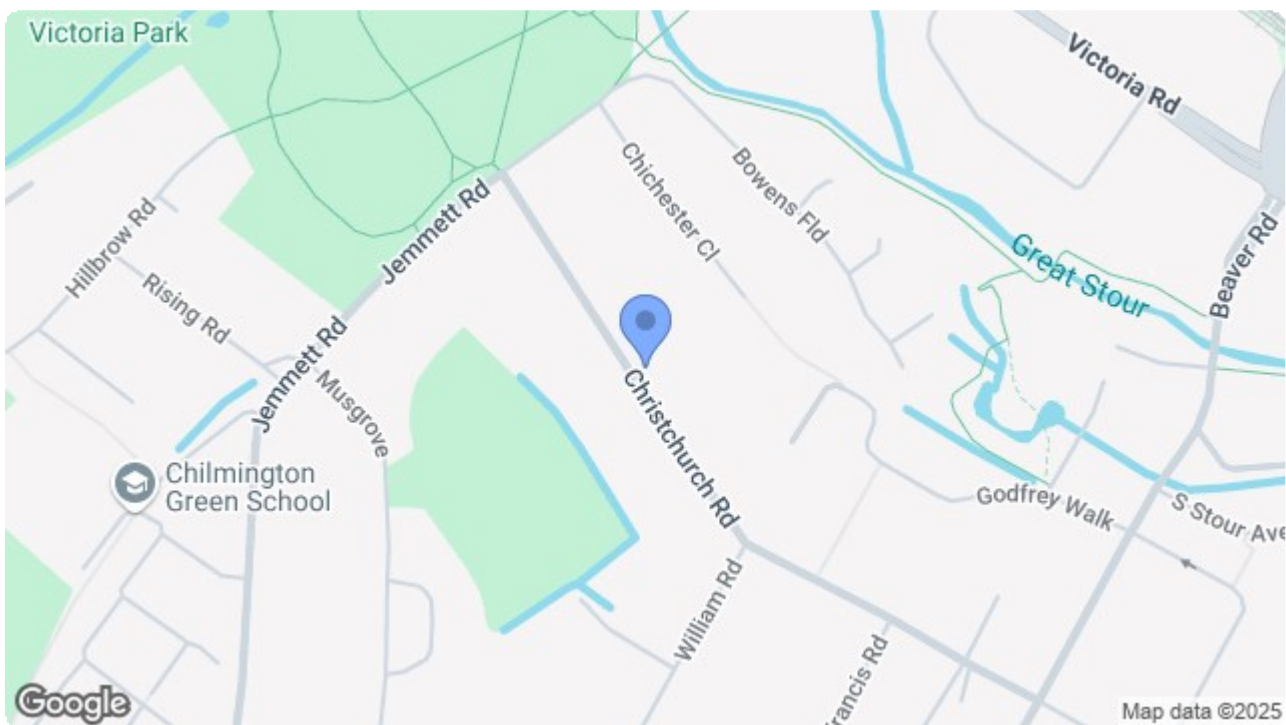 Victoria Park
Victoria Rd
Hillbrow Rd
Rising Rd
Jemmett Rd
Chichester Cl
Bowens Fld
Great Stour
Beaver Rd
Jemmett Rd
Musgrove
Christchurch Rd
Chilmington
Green School
Godfrey Walk
S Stour Ave
William Rd
Francis Rd
Google
Map data ©2025